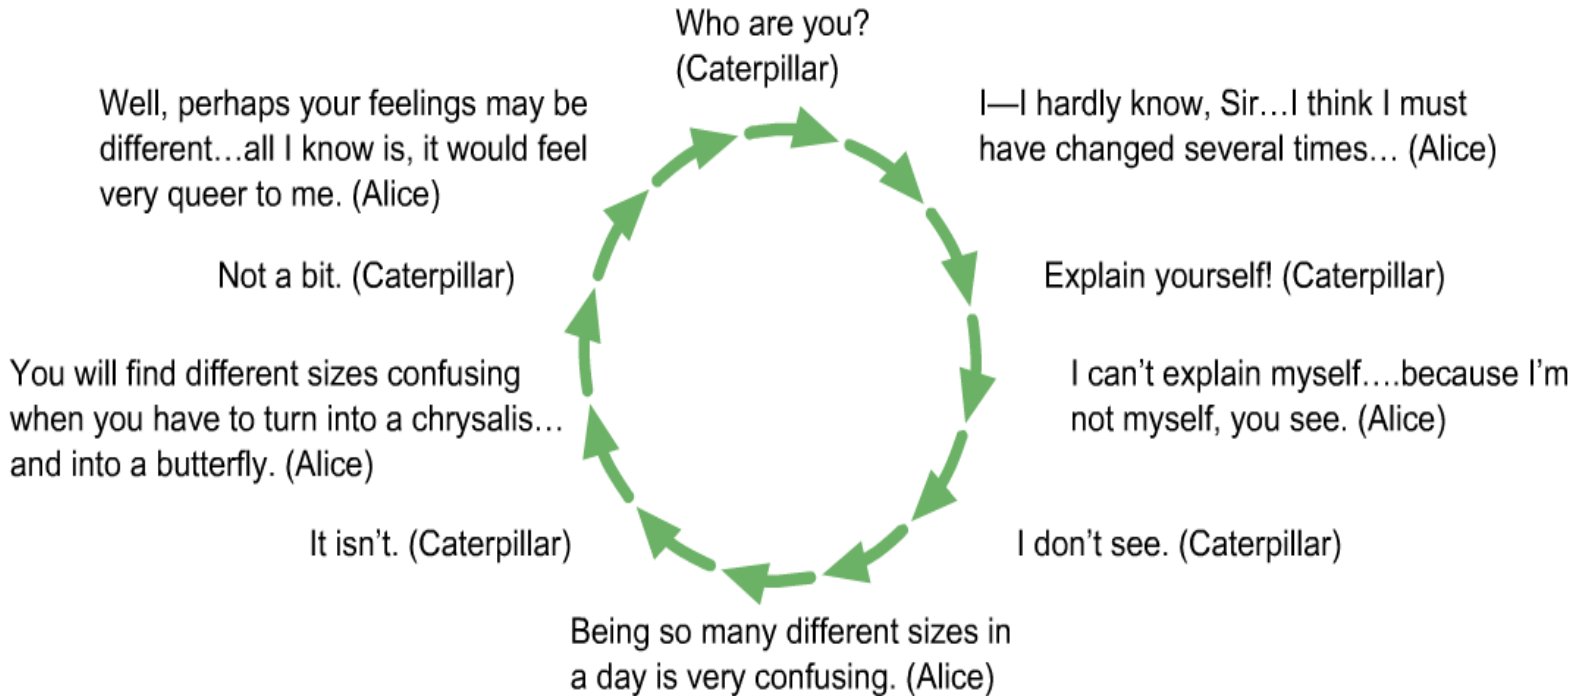 Who are you?
(Caterpillar)
I—I hardly know, Sir…I think I must
have changed several times… (Alice)
Explain yourself! (Caterpillar)
I can’t explain myself….because I’m
not myself, you see. (Alice)
I don’t see. (Caterpillar)
Being so many different sizes in
a day is very confusing. (Alice)
It isn’t. (Caterpillar)
You will find different sizes confusing
when you have to turn into a chrysalis…
and into a butterfly. (Alice)
Not a bit. (Caterpillar)
Well, perhaps your feelings may be
different…all I know is, it would feel
very queer to me. (Alice)